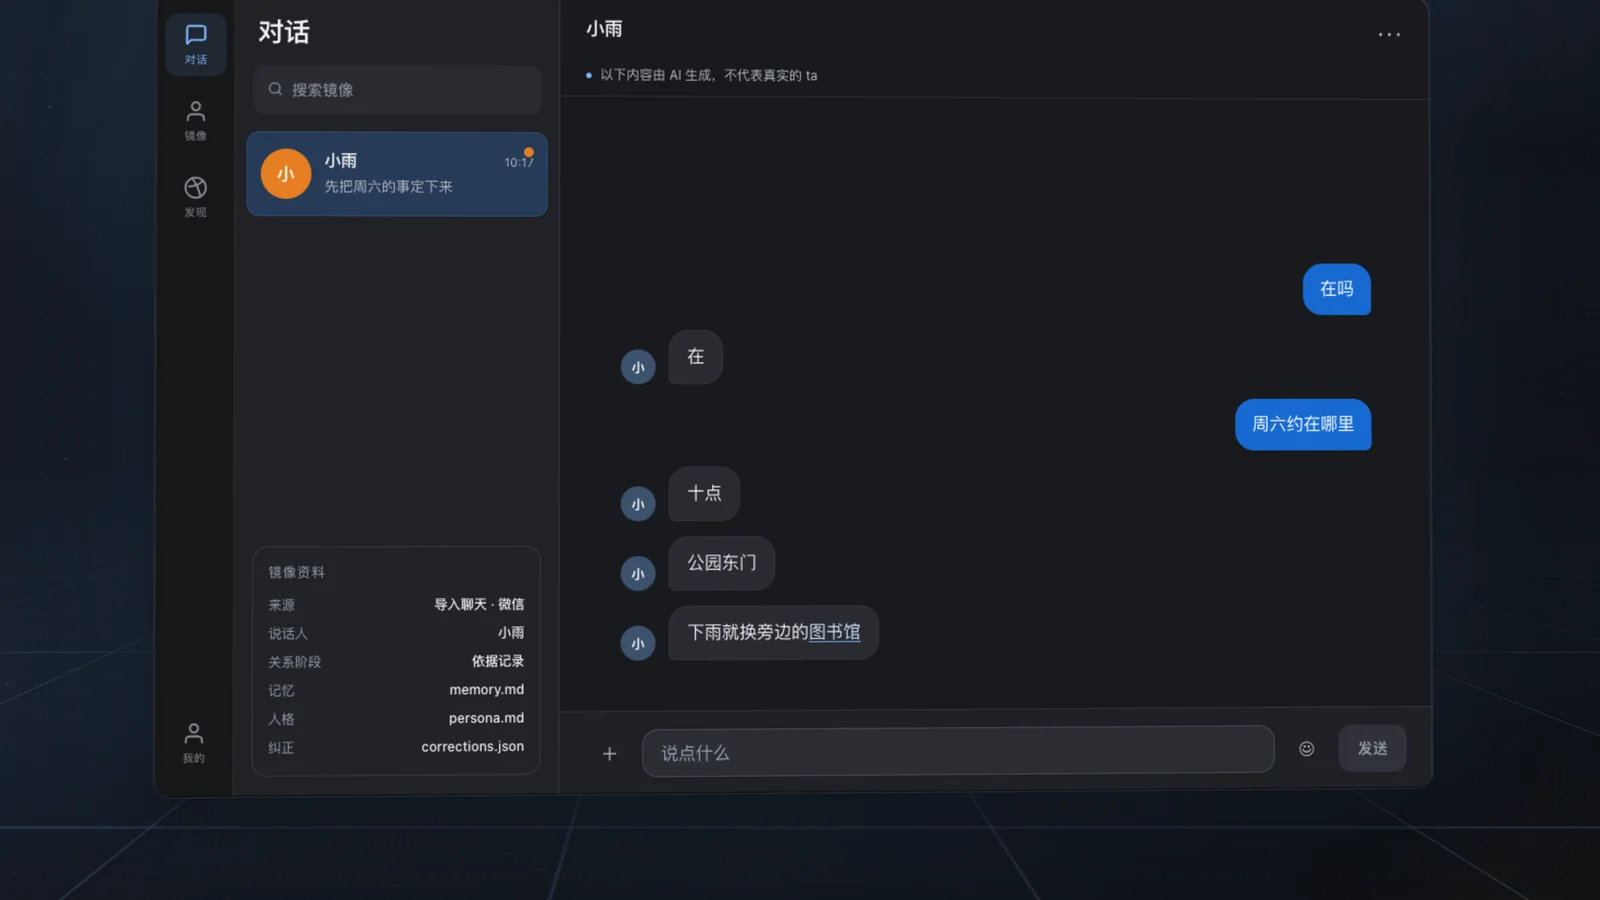 对话
镜像
发现
我的
对话
搜索镜像
小
小雨
10:17
先把周六的事定下来
镜像资料
来源 导入聊天 · 微信
说话人 小雨
关系阶段 依据记录
记忆 memory.md
人格 persona.md
纠正 corrections.json
小雨
以下内容由 AI 生成，不代表真实的 ta
在吗
小 在
周六约在哪里
小 十点
小 公园东门
小 下雨就换旁边的图书馆
说点什么
发送